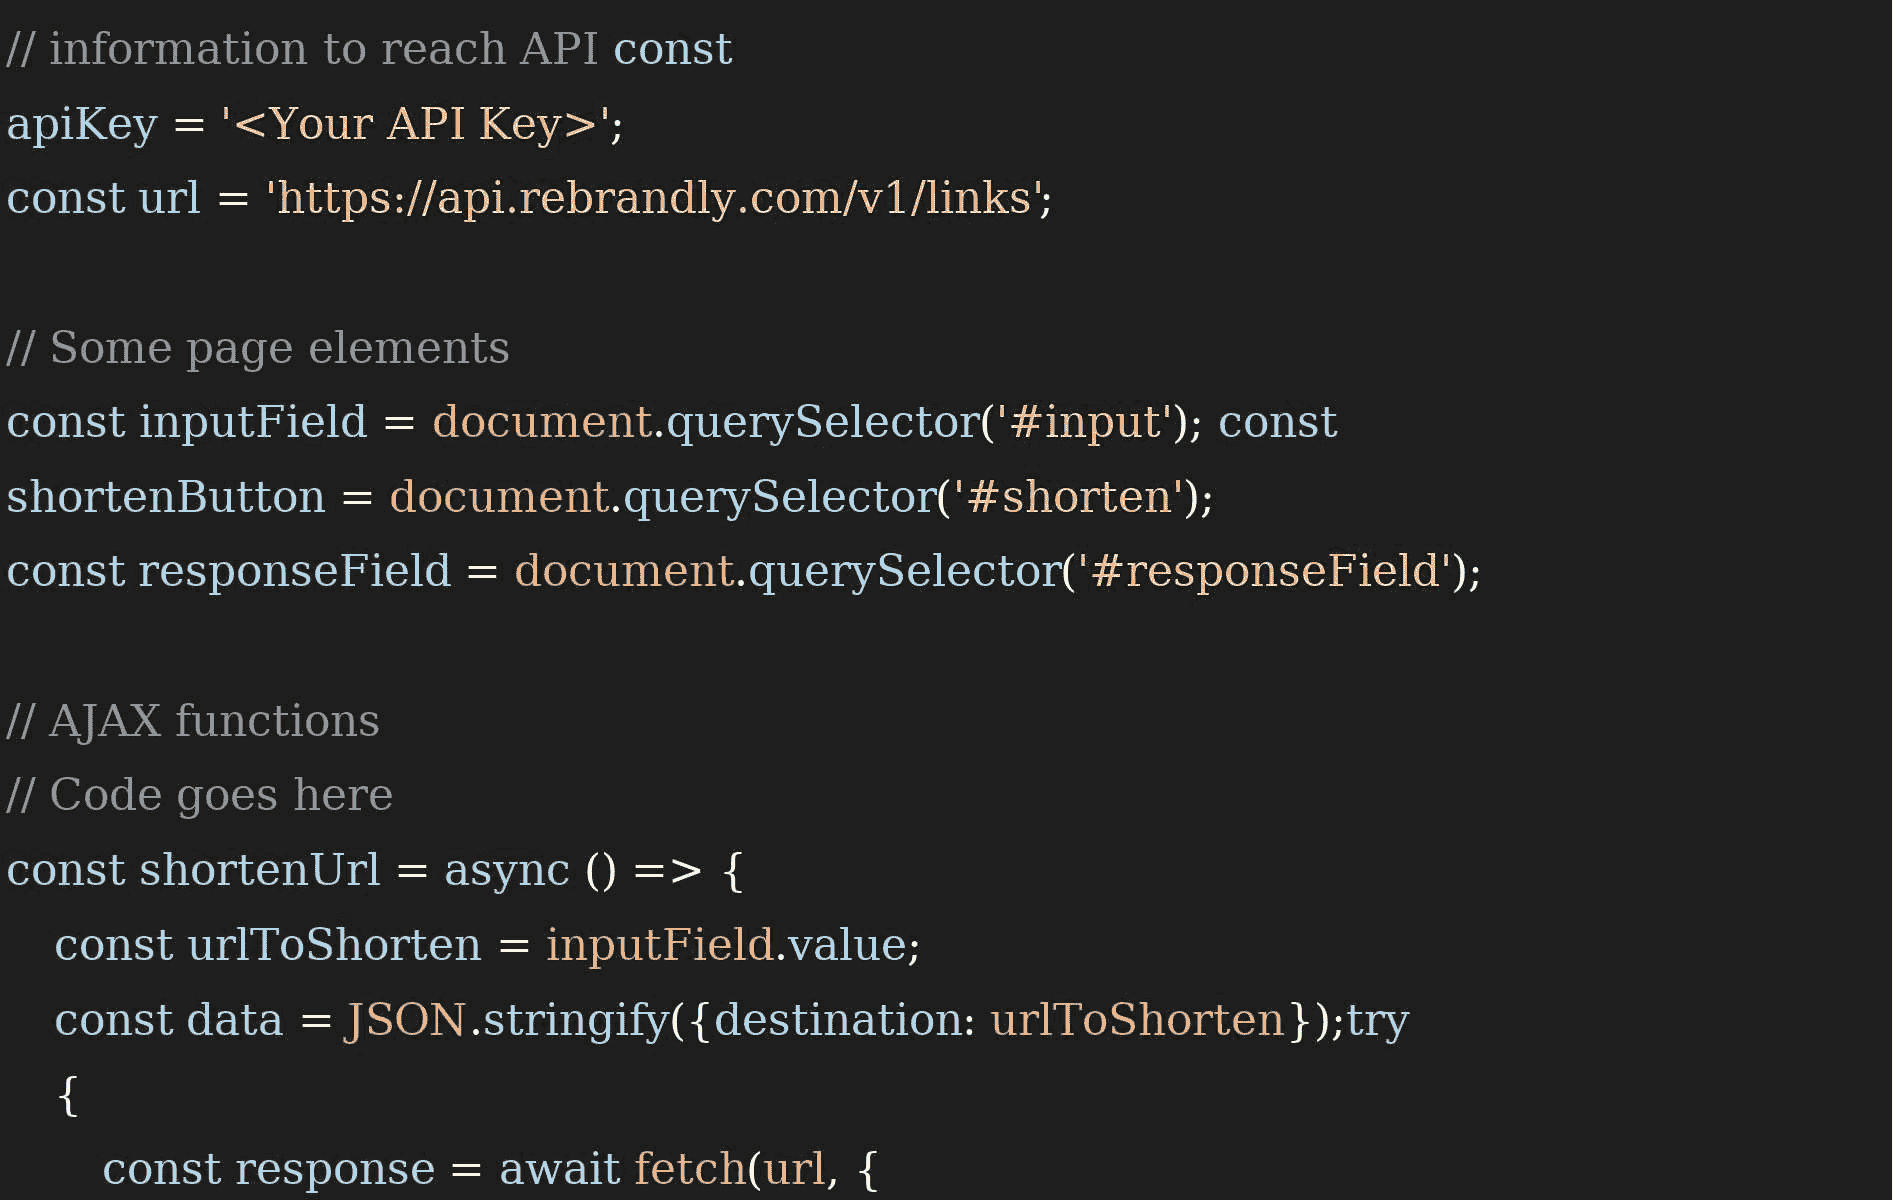 // information to reach API const
apiKey = '<Your API Key>';
const url = 'https://api.rebrandly.com/v1/links';
// Some page elements
const inputField = document.querySelector('#input'); const
shortenButton = document.querySelector('#shorten');
const responseField = document.querySelector('#responseField');
// AJAX functions
// Code goes here
const shortenUrl = async () => {
const urlToShorten = inputField.value;
const data = JSON.stringify({destination: urlToShorten});try
{
const response = await fetch(url, {